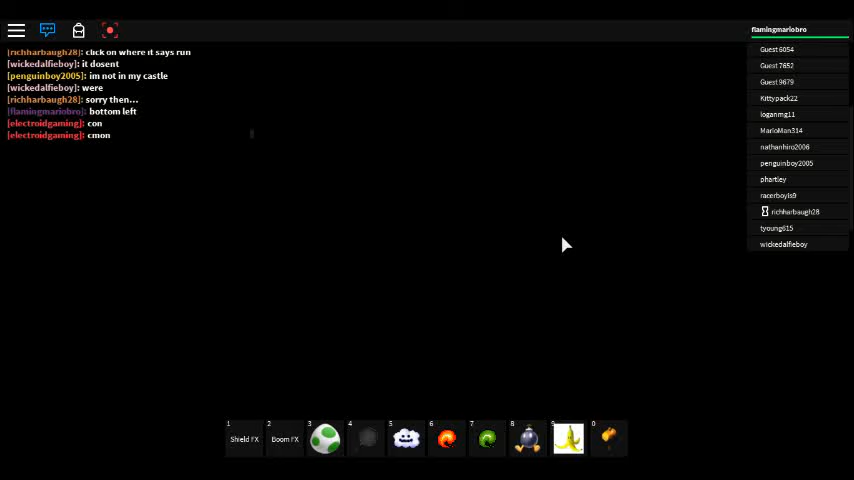 flamingmariobro
[richharbaugh28]: click on where it says run
[wickedalfieboy]: it dosent
[penguinboy2005]: im not in my castle
[wickedalfieboy]: were
[richharbaugh28]: sorry then...
[flamingmariobro]: bottom left
[electroidgaming]: con
[electroidgaming]: cmon
Guest 6054
Guest 7652
Guest 9679
Kittypack22
loganmg11
MarioMan314
nathanhiro2006
penguinboy2005
phartley
racerboyis9
richharbaugh28
tyoung615
wickedalfieboy
1 2 3 4 5 6 7 8 9 0
Shield FX Boom FX